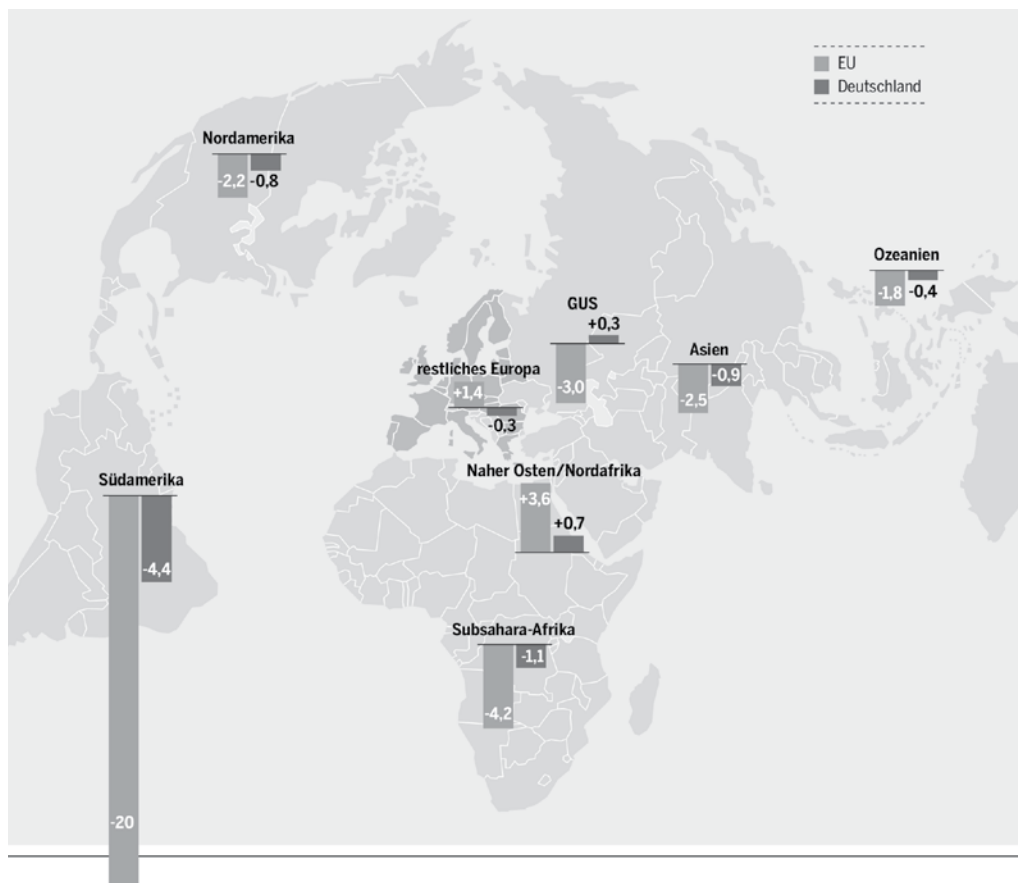 EU
Deutschland
Nordamerika
-2,2 -0,8
Ozeanien
-1,8 -0,4
GUS
+0,3
-3,0
Asien
-0,9
-2,5
restliches Europa
+1,4
-0,3
Naher Osten/Nordafrika
+3,6
+0,7
Südamerika
-4,4
-20
Subsahara-Afrika
-1,1
-4,2